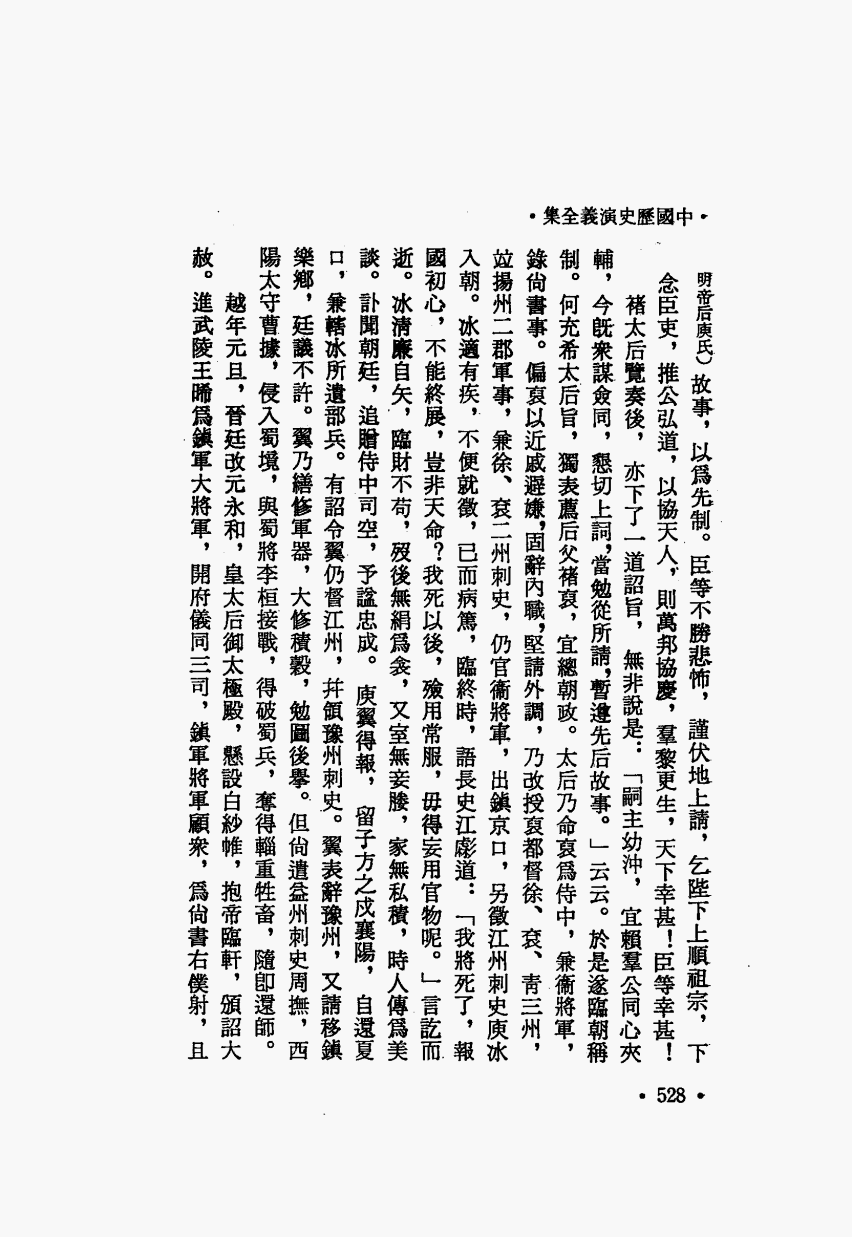 •中國歷史演義全集•
明帝后庾氏)故事，以爲先制。臣等不勝悲怖，謹伏地上請，乞陛下上順祖宗，下
念臣吏，推公弘道，以協天人，則萬邦協慶，羣黎更生，天下幸甚！臣等幸甚！
褚太后覽奏後，亦下了一道詔旨，無非說是：「嗣主幼沖，宜賴羣公同心夾
輔，今旣衆謀僉同，懇切上詞，當勉從所請，暫遵先后故事。」云云。於是遂臨朝稱
制。何充希太后旨，獨表薦后父褚裒，宜總朝政。太后乃命裒爲侍中，兼衞將軍，
錄尙書事。偏裒以近戚避嫌，固辭內職，堅請外調，乃改授裒都督徐、兗、靑三州，
竝揚州二郡軍事，兼徐、兗二州刺史，仍官衞將軍，出鎭京口，另徵江州刺史庾冰
入朝。冰適有疾，不便就徵，已而病篤，臨終時，語長史江虨道：「我將死了，報
國初心，不能終展，豈非天命？我死以後，殮用常服，毋得妄用官物呢。」言訖而
逝。冰淸廉自矢，臨財不苟，歿後無絹爲衾，又室無妾媵，家無私積，時人傳爲美
談。訃聞朝廷，追贈侍中司空，予諡忠成。庾翼得報，留子方之戍襄陽，自還夏
口，兼轄冰所遺部兵。有詔令翼仍督江州，幷領豫州刺史。翼表辭豫州，又請移鎭
樂鄕，廷議不許。翼乃繕修軍器，大修積穀，勉圖後擧。但尙遣益州刺史周撫，西
陽太守曹據，侵入蜀境，與蜀將李桓接戰，得破蜀兵，奪得輜重牲畜，隨卽還師。
越年元旦，晉廷改元永和，皇太后御太極殿，懸設白紗帷，抱帝臨軒，頒詔大
赦。進武陵王晞爲鎭軍大將軍，開府儀同三司，鎭軍將軍顧衆，爲尙書右僕射，且
•528•